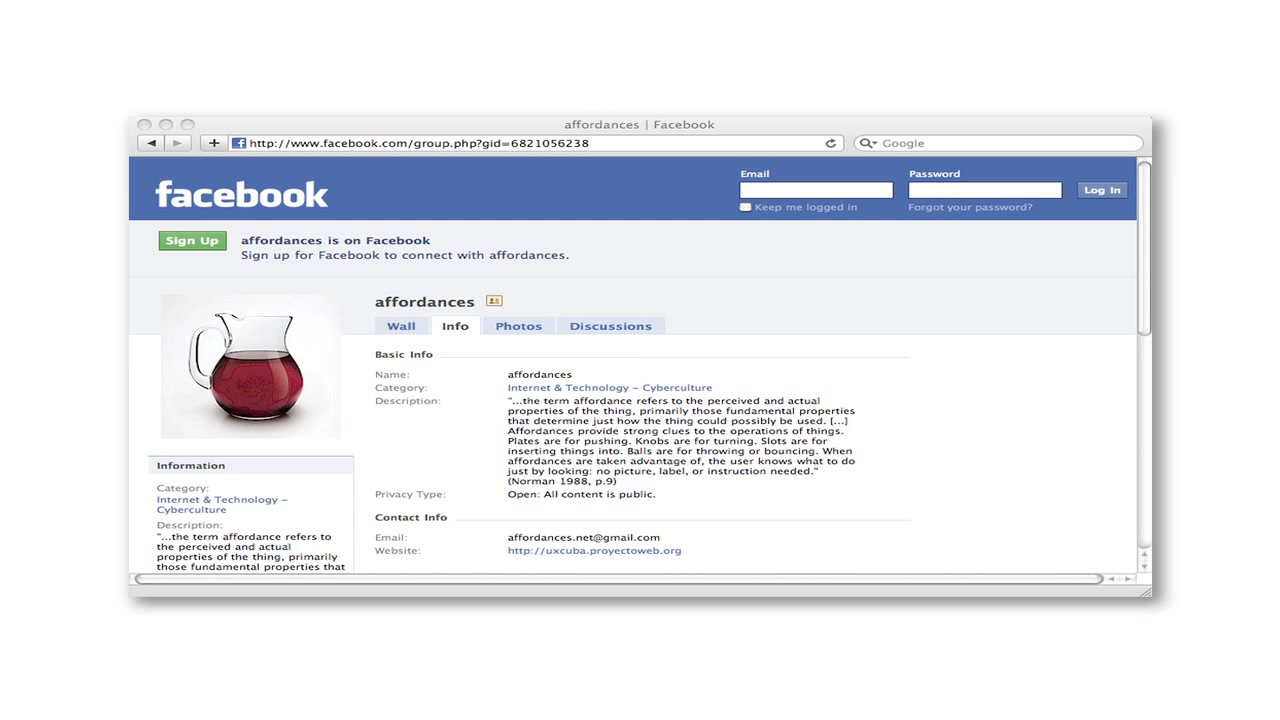 affordances | Facebook
http://www.facebook.com/group.php?gid=6821056238
Google
facebook
Email
Password
Log In
Keep me logged in
Forgot your password?
Sign Up
affordances is on Facebook
Sign up for Facebook to connect with affordances.
affordances
Wall
Info
Photos
Discussions
Basic Info
Name:
affordances
Category:
Internet & Technology – Cyberculture
Description:
"...the term affordance refers to the perceived and actual
properties of the thing, primarily those fundamental properties
that determine just how the thing could possibly be used. [...]
Affordances provide strong clues to the operations of things.
Plates are for pushing. Knobs are for turning. Slots are for
inserting things into. Balls are for throwing or bouncing. When
affordances are taken advantage of, the user knows what to do
just by looking: no picture, label, or instruction needed."
(Norman 1988, p.9)
Privacy Type:
Open: All content is public.
Contact Info
Email:
affordances.net@gmail.com
Website:
http://uxcuba.proyectoweb.org
Information
Category:
Internet & Technology –
Cyberculture
Description:
"...the term affordance refers to
the perceived and actual
properties of the thing, primarily
those fundamental properties that